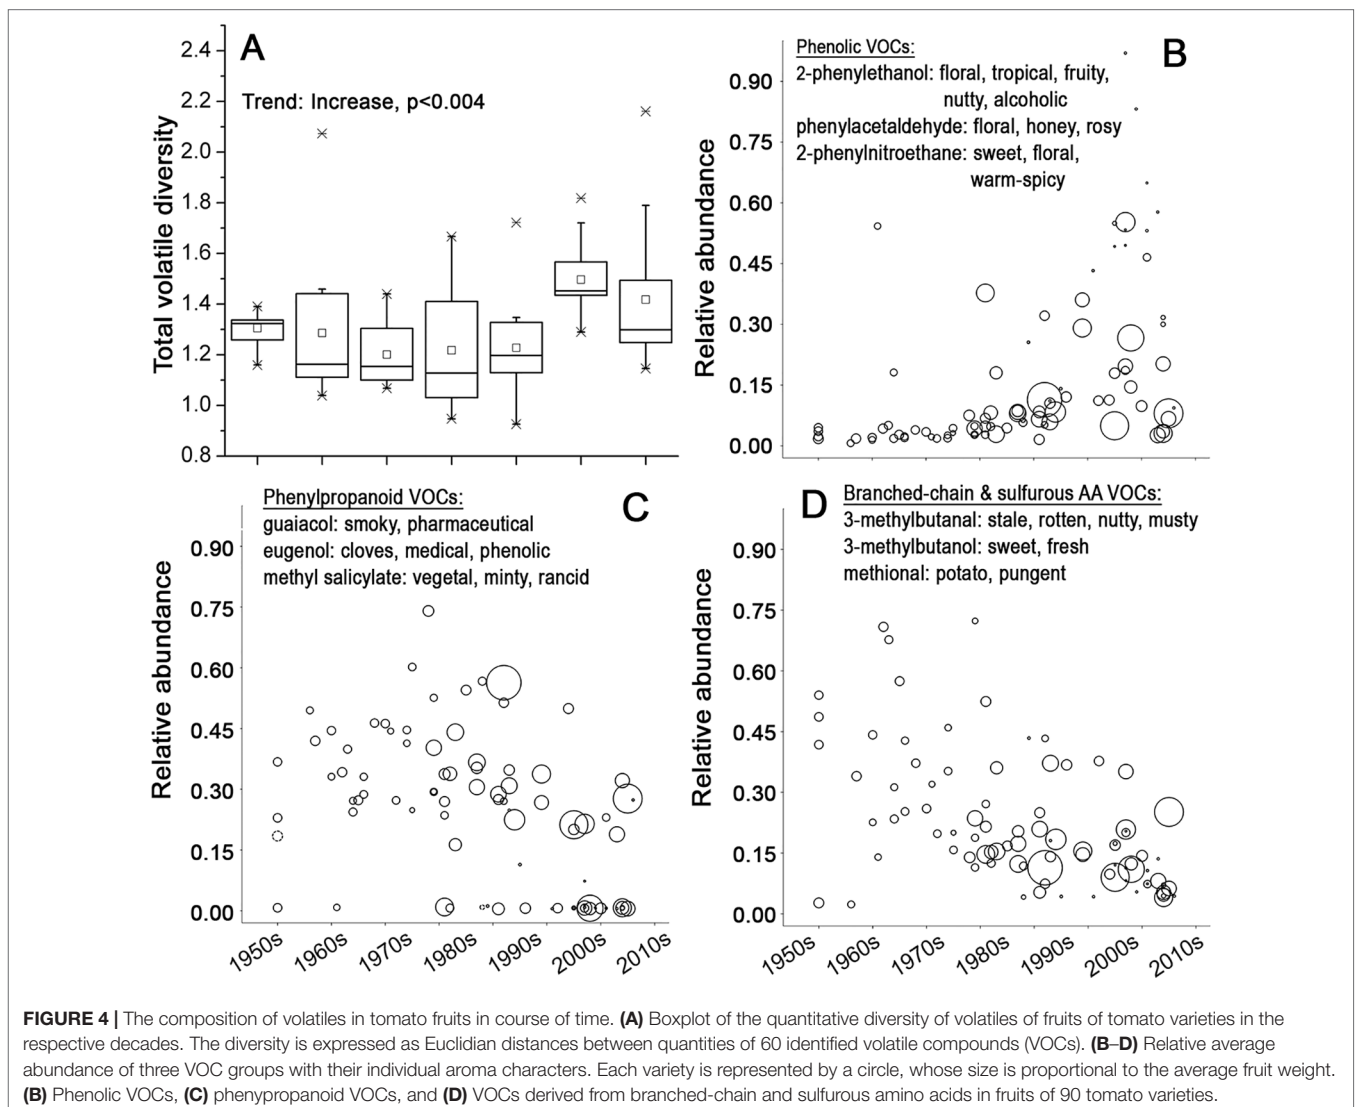 A
Total volatile diversity
2.4
2.2
2.0
1.8
1.6
1.4
1.2
1.0
0.8
Trend: Increase, p<0.004
B
Relative abundance
0.90
0.75
0.60
0.45
0.30
0.15
0.00
Phenolic VOCs:
2-phenylethanol: floral, tropical, fruity,
nutty, alcoholic
phenylacetaldehyde: floral, honey, rosy
2-phenylnitroethane: sweet, floral,
warm-spicy
C
Relative abundance
0.90
0.75
0.60
0.45
0.30
0.15
0.00
Phenylpropanoid VOCs:
guaiacol: smoky, pharmaceutical
eugenol: cloves, medical, phenolic
methyl salicylate: vegetal, minty, rancid
1950s
1960s
1970s
1980s
1990s
2000s
2010s
D
Relative abundance
0.90
0.75
0.60
0.45
0.30
0.15
0.00
Branched-chain & sulfurous AA VOCs:
3-methylbutanal: stale, rotten, nutty, musty
3-methylbutanol: sweet, fresh
methional: potato, pungent
1950s
1960s
1970s
1980s
1990s
2000s
2010s
FIGURE 4 | The composition of volatiles in tomato fruits in course of time. (A) Boxplot of the quantitative diversity of volatiles of fruits of tomato varieties in the
respective decades. The diversity is expressed as Euclidian distances between quantities of 60 identified volatile compounds (VOCs). (B–D) Relative average
abundance of three VOC groups with their individual aroma characters. Each variety is represented by a circle, whose size is proportional to the average fruit weight.
(B) Phenolic VOCs, (C) phenypropanoid VOCs, and (D) VOCs derived from branched-chain and sulfurous amino acids in fruits of 90 tomato varieties.